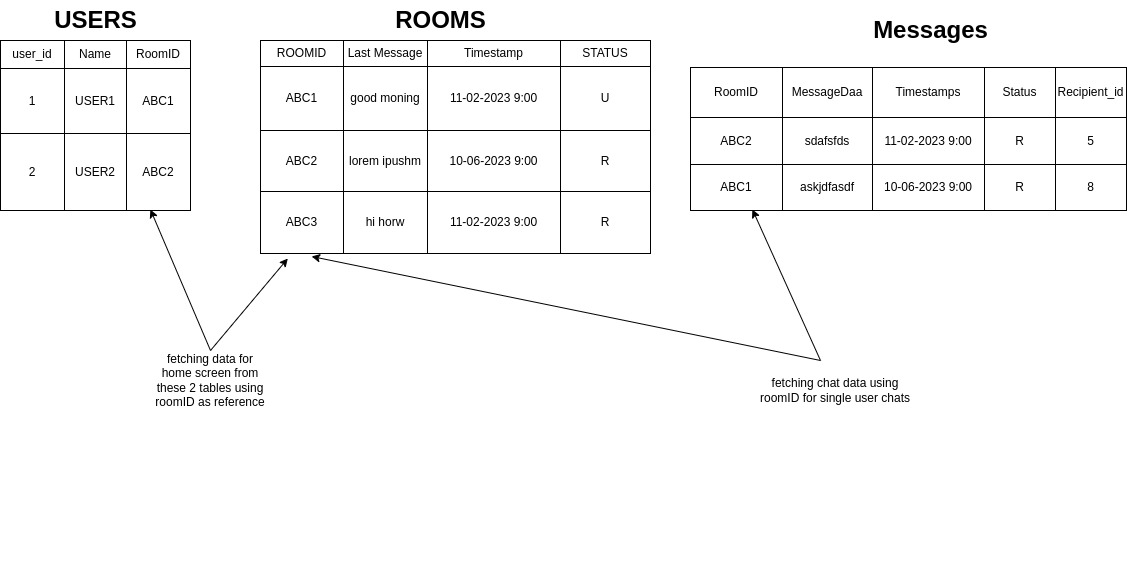 USERS
user_id Name RoomID
1 USER1 ABC1
2 USER2 ABC2
ROOMS
ROOMID Last Message Timestamp STATUS
ABC1 good moning 11-02-2023 9:00 U
ABC2 lorem ipushm 10-06-2023 9:00 R
ABC3 hi horw 11-02-2023 9:00 R
Messages
RoomID MessageDaa Timestamps Status Recipient_id
ABC2 sdafsfds 11-02-2023 9:00 R 5
ABC1 askjdfasdf 10-06-2023 9:00 R 8
fetching data for
home screen from
these 2 tables using
roomID as reference
fetching chat data using
roomID for single user chats